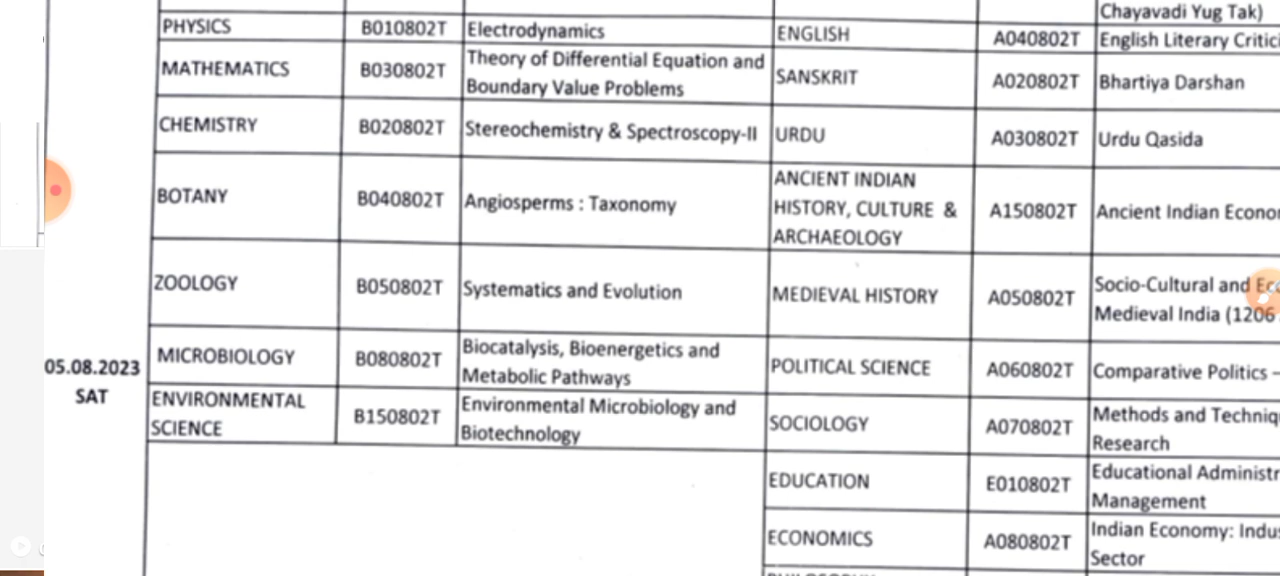 Chayavadi Yug Tak)
PHYSICS B010802T Electrodynamics ENGLISH A040802T English Literary
MATHEMATICS B030802T Theory of Differential Equation and
Boundary Value Problems SANSKRIT A020802T Bhartiya Darshan
CHEMISTRY B020802T Stereochemistry & Spectroscopy-II URDU A030802T Urdu Qasida
BOTANY B040802T Angiosperms : Taxonomy ANCIENT INDIAN
HISTORY, CULTURE &
ARCHAEOLOGY A150802T Ancient Indian
ZOOLOGY B050802T Systematics and Evolution MEDIEVAL HISTORY A050802T Socio-Cultural and
Medieval India (1206
05.08.2023
SAT
MICROBIOLOGY B080802T Biocatalysis, Bioenergetics and
Metabolic Pathways POLITICAL SCIENCE A060802T Comparative Politics –
ENVIRONMENTAL
SCIENCE B150802T Environmental Microbiology and
Biotechnology SOCIOLOGY A070802T Methods and
Research
EDUCATION E010802T Educational
Management
ECONOMICS A080802T Indian Economy:
Sector